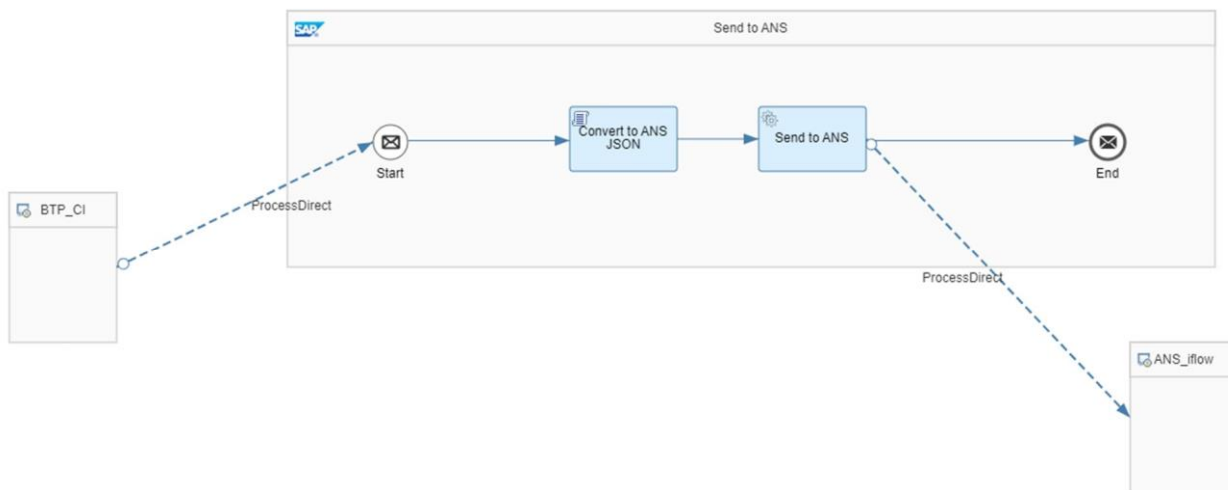 SAP
Send to ANS
Start
Convert to ANS
JSON
Send to ANS
End
BTP_CI
ProcessDirect
ProcessDirect
ANS_iflow